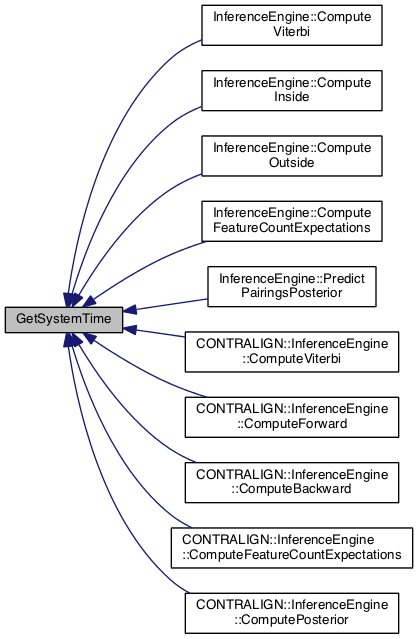 InferenceEngine::Compute
Viterbi
InferenceEngine::Compute
Inside
InferenceEngine::Compute
Outside
InferenceEngine::Compute
FeatureCountExpectations
InferenceEngine::Predict
PairingsPosterior
GetSystemTime
CONTRALIGN::InferenceEngine
::ComputeViterbi
CONTRALIGN::InferenceEngine
::ComputeForward
CONTRALIGN::InferenceEngine
::ComputeBackward
CONTRALIGN::InferenceEngine
::ComputeFeatureCountExpectations
CONTRALIGN::InferenceEngine
::ComputePosterior